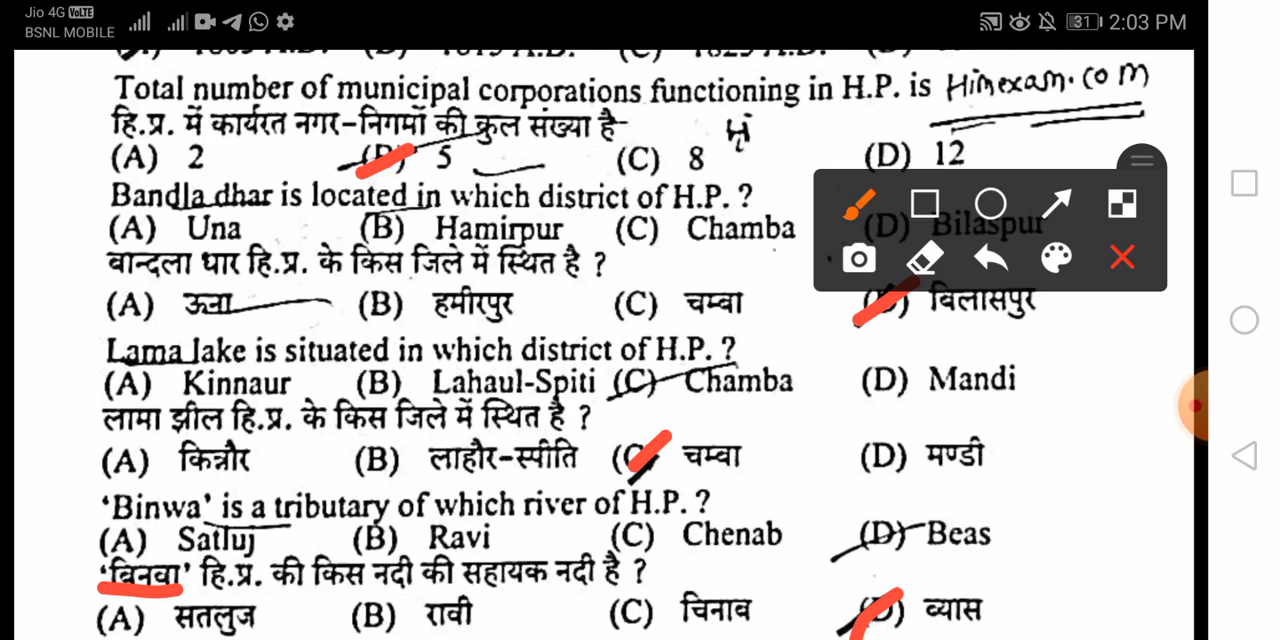 Jio 4G VoLTE
BSNL MOBILE
31
2:03 PM
Total number of municipal corporations functioning in H.P. is Himexam.com
हि.प्र. में कार्यरत नगर-निगमों की कुल संख्या है
(A) 2 (B) 5 (C) 8 (D) 12
Bandla dhar is located in which district of H.P. ?
(A) Una (B) Hamirpur (C) Chamba (D) Bilaspur
वान्दला धार हि.प्र. के किस जिले में स्थित है ?
(A) ऊना (B) हमीरपुर (C) चम्बा (D) बिलासपुर
Lama lake is situated in which district of H.P. ?
(A) Kinnaur (B) Lahaul-Spiti (C) Chamba (D) Mandi
लामा झील हि.प्र. के किस जिले में स्थित है ?
(A) किन्नौर (B) लाहौर-स्पीति (C) चम्बा (D) मण्डी
‘Binwa’ is a tributary of which river of H.P. ?
(A) Satluj (B) Ravi (C) Chenab (D) Beas
‘बिनवा’ हि.प्र. की किस नदी की सहायक नदी है ?
(A) सतलुज (B) रावी (C) चिनाब (D) व्यास